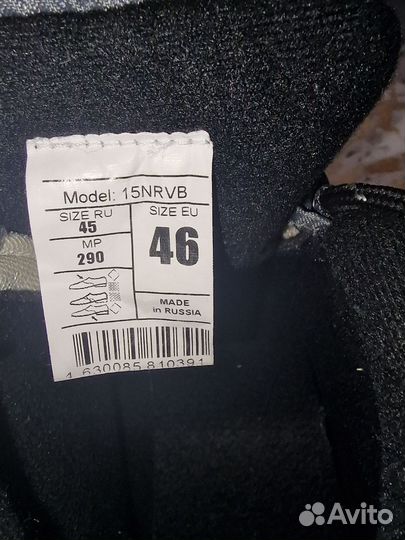 Model: 15NRVB
SIZE RU
45
MP
290
SIZE EU
46
MADE
in RUSSIA
4 630085 810391
Avito